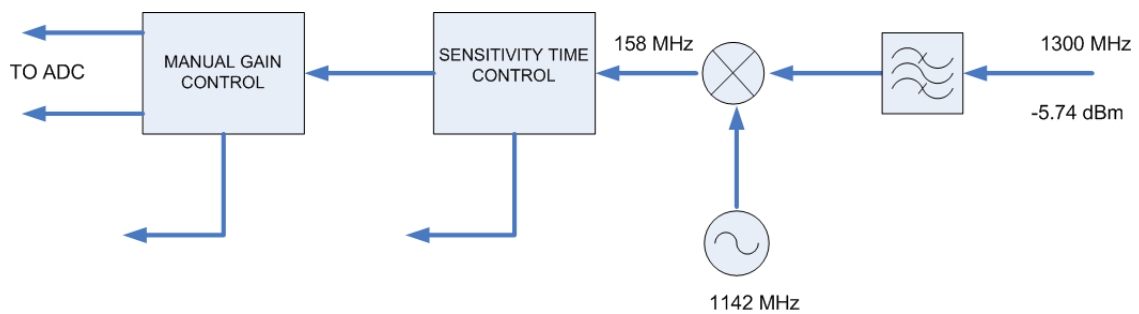 TO ADC
MANUAL GAIN
CONTROL
SENSITIVITY TIME
CONTROL
158 MHz
1300 MHz
-5.74 dBm
1142 MHz